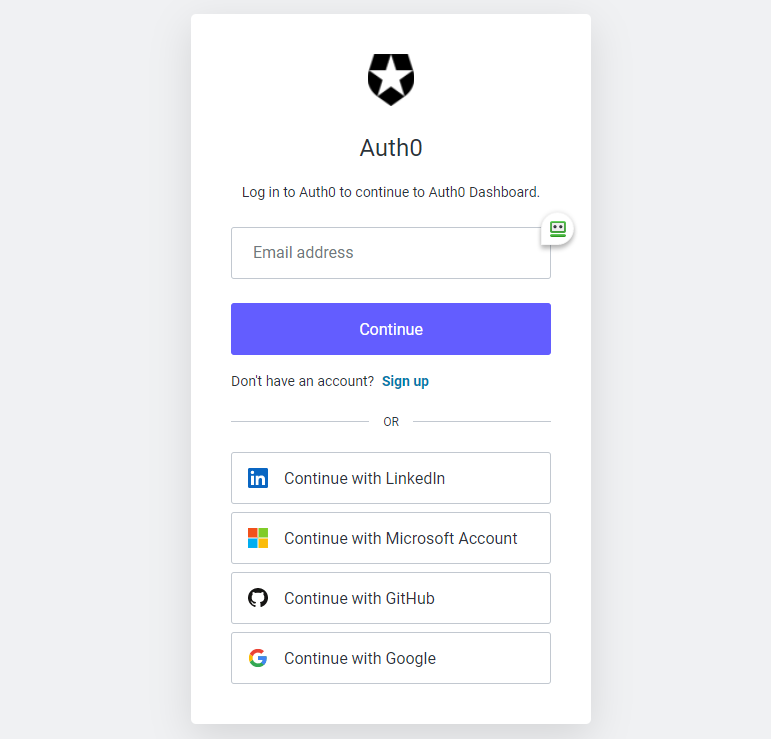 Auth0
Log in to Auth0 to continue to Auth0 Dashboard.
Email address
Continue
Don't have an account? Sign up
OR
Continue with LinkedIn
Continue with Microsoft Account
Continue with GitHub
Continue with Google